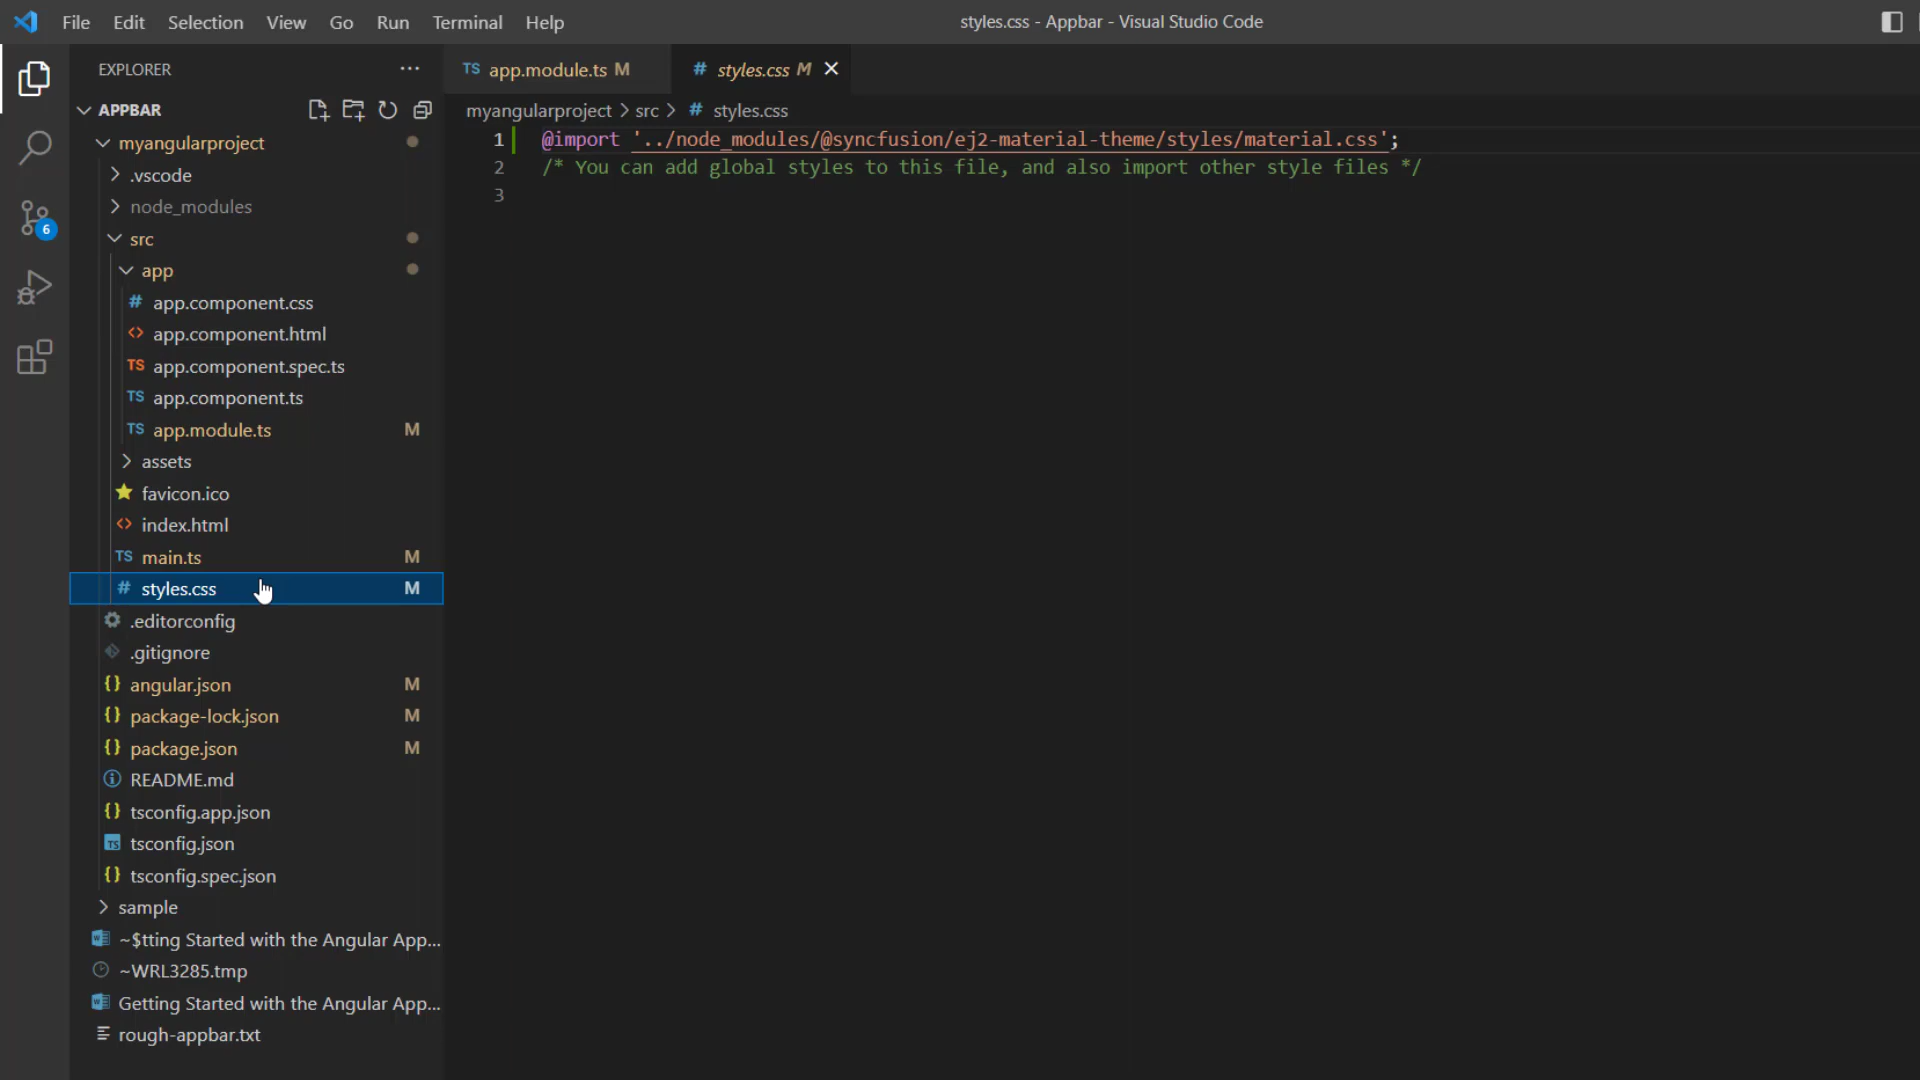 File Edit Selection View Go Run Terminal Help
styles.css - Appbar - Visual Studio Code
EXPLORER
APPBAR
myangularproject
.vscode
node_modules
src
app
# app.component.css
<> app.component.html
TS app.component.spec.ts
TS app.component.ts
TS app.module.ts M
assets
favicon.ico
<> index.html
TS main.ts M
# styles.css M
.editorconfig
.gitignore
{} angular.json M
{} package-lock.json M
{} package.json M
README.md
{} tsconfig.app.json
TS tsconfig.json
{} tsconfig.spec.json
sample
~$tting Started with the Angular App...
~WRL3285.tmp
Getting Started with the Angular App...
rough-appbar.txt
6
TS app.module.ts M
# styles.css M
myangularproject > src > # styles.css
1 @import '../node_modules/@syncfusion/ej2-material-theme/styles/material.css';
2 /* You can add global styles to this file, and also import other style files */
3